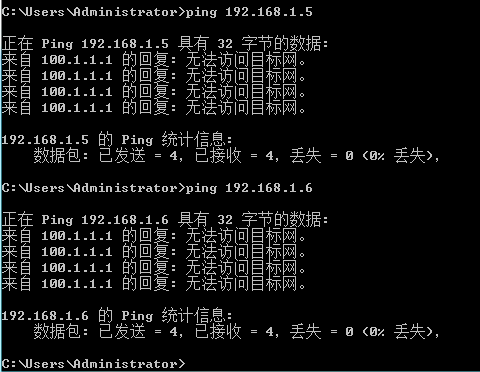 C:\Users\Administrator>ping 192.168.1.5
正在 Ping 192.168.1.5 具有 32 字节的数据:
来自 100.1.1.1 的回复: 无法访问目标网。
来自 100.1.1.1 的回复: 无法访问目标网。
来自 100.1.1.1 的回复: 无法访问目标网。
来自 100.1.1.1 的回复: 无法访问目标网。
192.168.1.5 的 Ping 统计信息:
数据包: 已发送 = 4, 已接收 = 4, 丢失 = 0 (0% 丢失),
C:\Users\Administrator>ping 192.168.1.6
正在 Ping 192.168.1.6 具有 32 字节的数据:
来自 100.1.1.1 的回复: 无法访问目标网。
来自 100.1.1.1 的回复: 无法访问目标网。
来自 100.1.1.1 的回复: 无法访问目标网。
来自 100.1.1.1 的回复: 无法访问目标网。
192.168.1.6 的 Ping 统计信息:
数据包: 已发送 = 4, 已接收 = 4, 丢失 = 0 (0% 丢失),
C:\Users\Administrator>